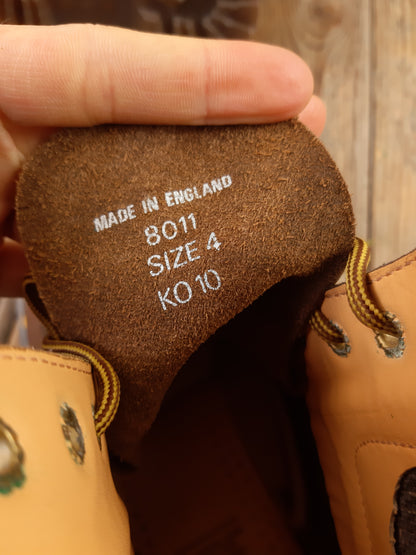 MADE IN ENGLAND
8011
SIZE 4
KO 10